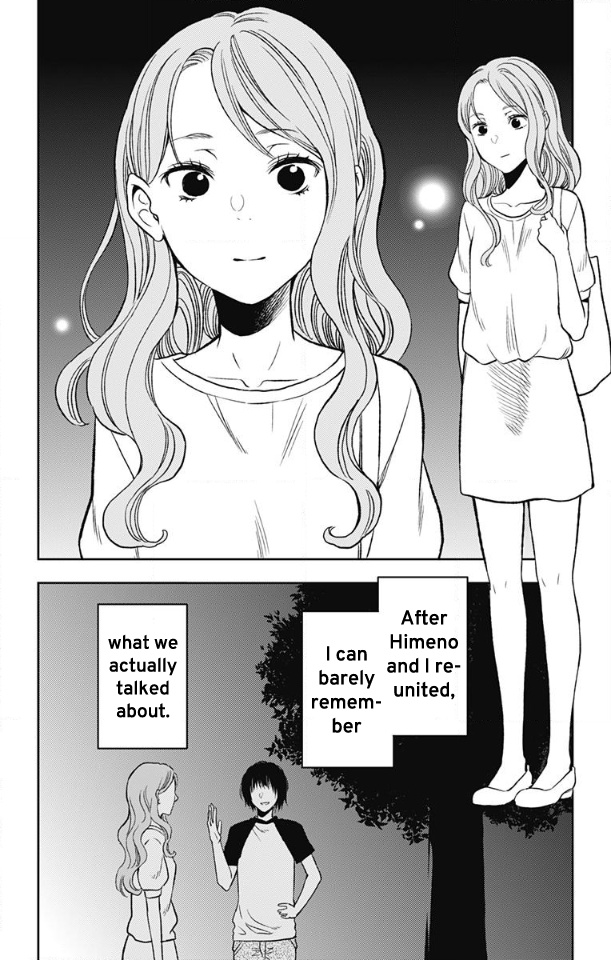 After
Himeno
and I re-
united,
I can
barely
remem-
ber
what we
actually
talked
about.